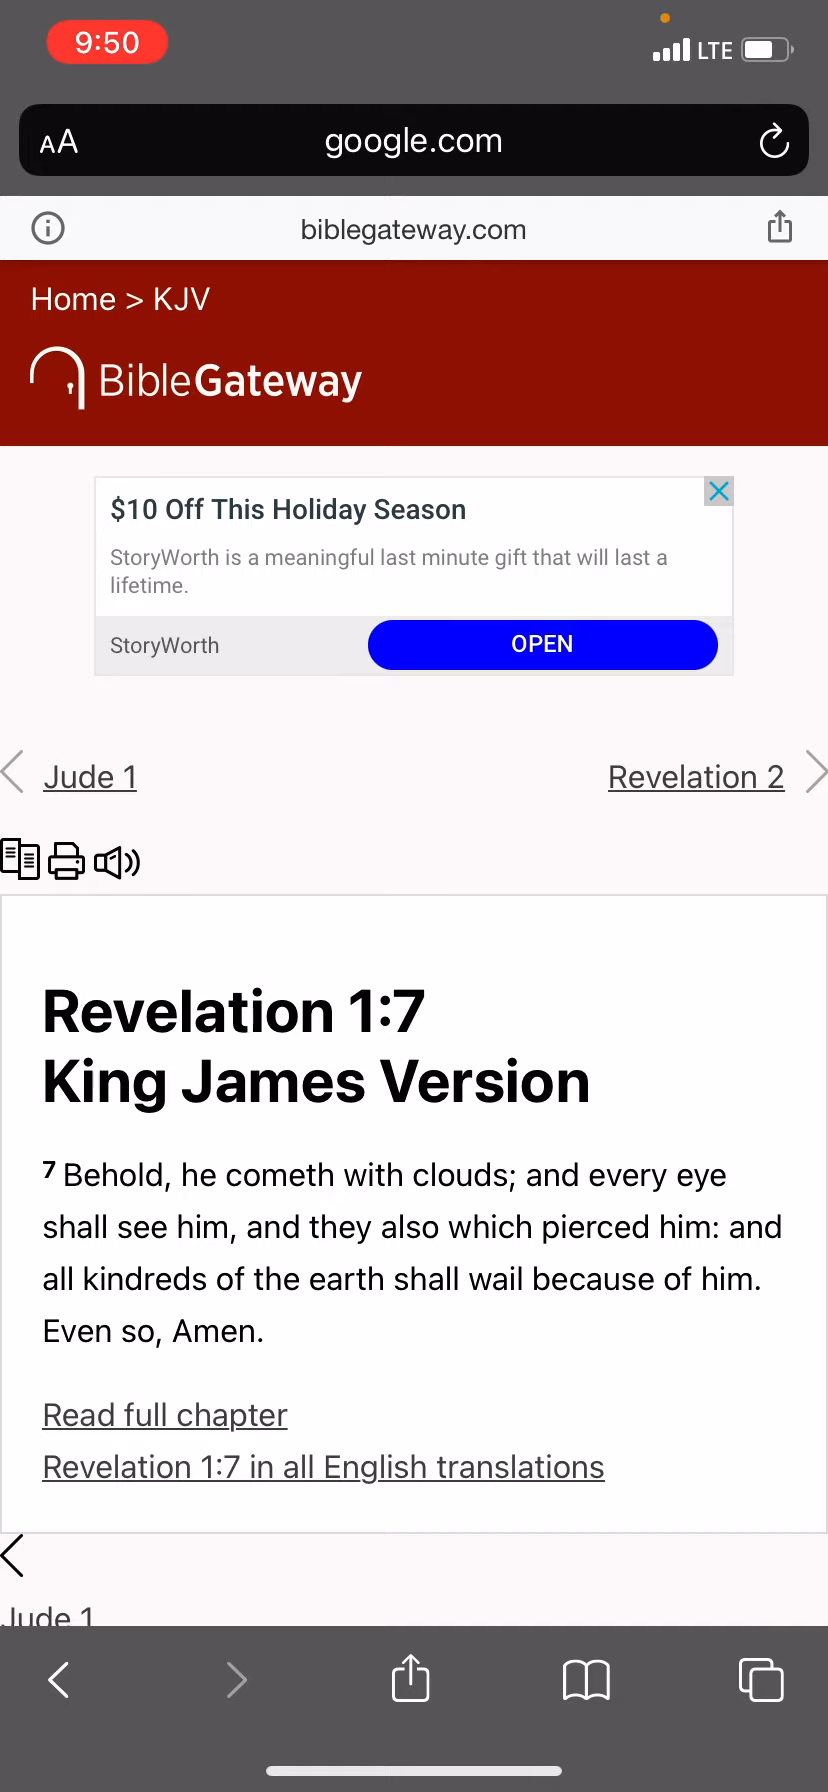 9:50
LTE
AA
google.com
biblegateway.com
Home > KJV
BibleGateway
$10 Off This Holiday Season
StoryWorth is a meaningful last minute gift that will last a
lifetime.
StoryWorth
OPEN
Jude 1
Revelation 2
Revelation 1:7
King James Version
7 Behold, he cometh with clouds; and every eye
shall see him, and they also which pierced him: and
all kindreds of the earth shall wail because of him.
Even so, Amen.
Read full chapter
Revelation 1:7 in all English translations
Jude 1